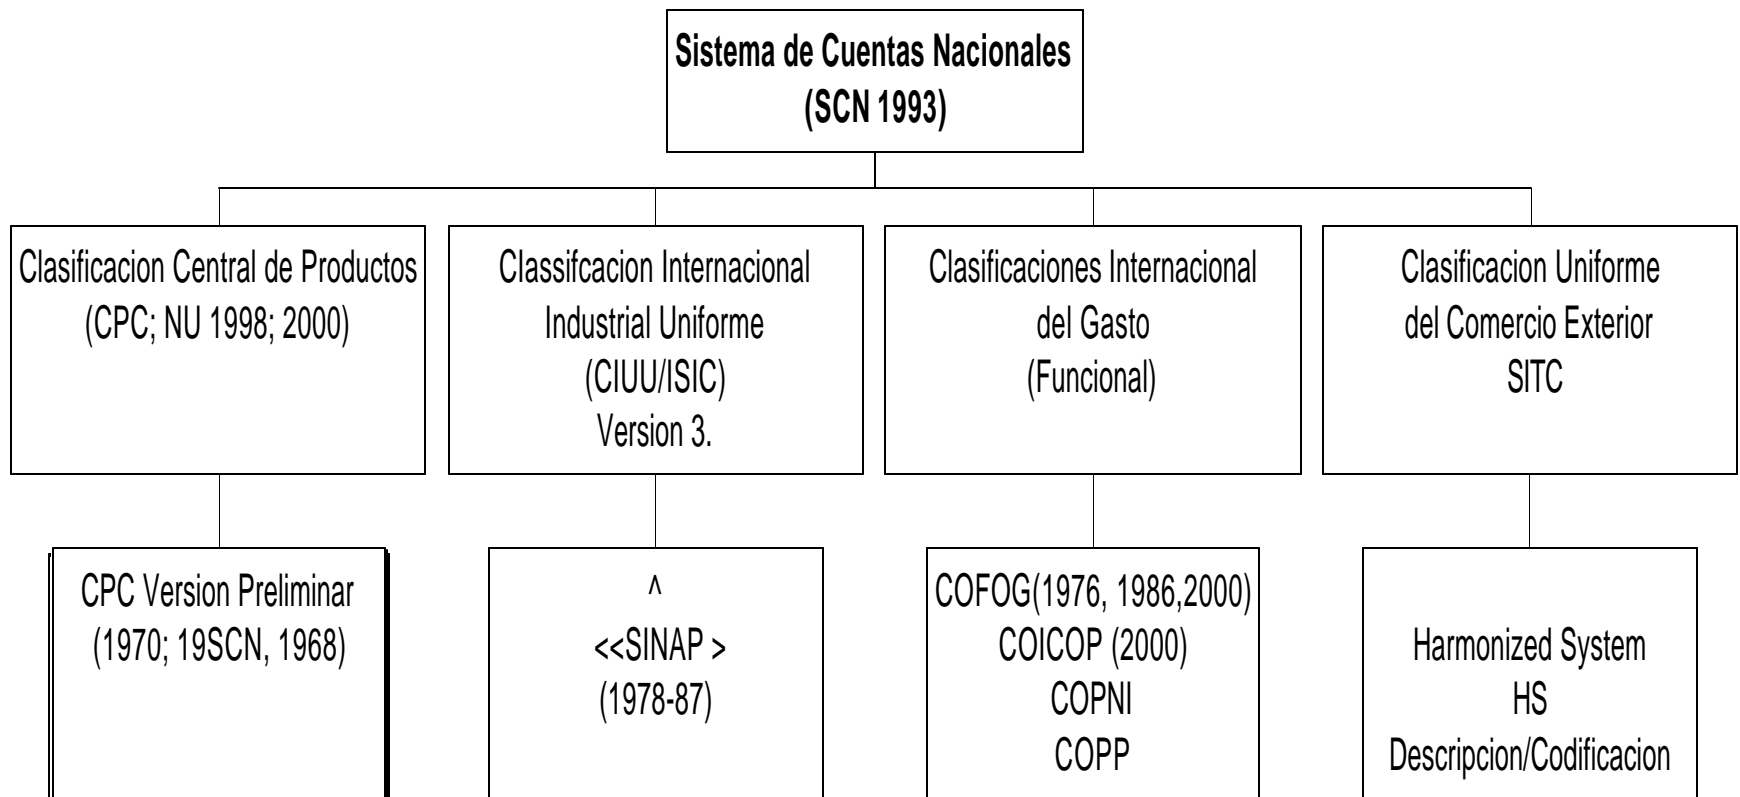 Sistema de Cuentas Nacionales
(SCN 1993)
Clasificacion Central de Productos
(CPC; NU 1998; 2000)
Classifcacion Internacional
Industrial Uniforme
(CIUU/ISIC)
Version 3.
Clasificaciones Internacional
del Gasto
(Funcional)
Clasificacion Uniforme
del Comercio Exterior
SITC
CPC Version Preliminar
(1970; 19SCN, 1968)
^
<<SINAP >
(1978-87)
COFOG(1976, 1986,2000)
COICOP (2000)
COPNI
COPP
Harmonized System
HS
Descripcion/Codificacion